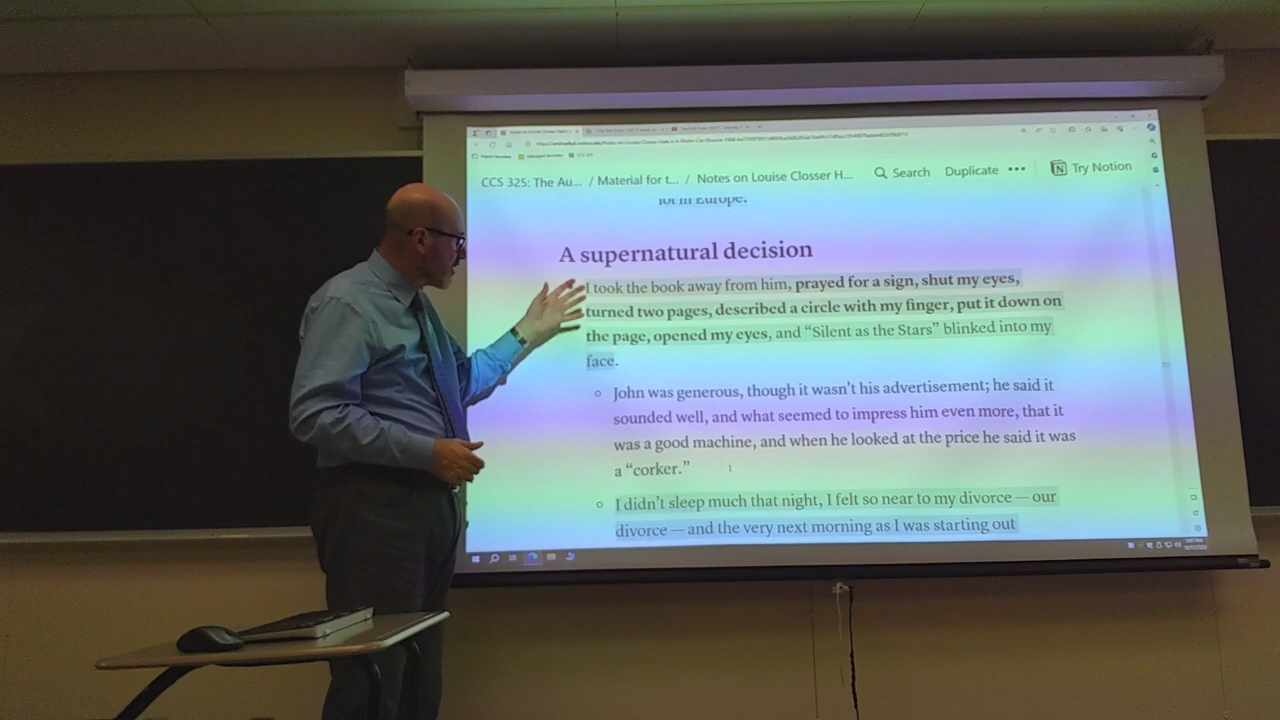 CCS 325: The Au... / Material for t... / Notes on Louise Closser H... Search Duplicate ••• Try Notion
for in Europe.
A supernatural decision
I took the book away from him, prayed for a sign, shut my eyes,
turned two pages, described a circle with my finger, put it down on
the page, opened my eyes, and “Silent as the Stars” blinked into my
face.
John was generous, though it wasn’t his advertisement; he said it
sounded well, and what seemed to impress him even more, that it
was a good machine, and when he looked at the price he said it was
a “corker.”
I didn’t sleep much that night, I felt so near to my divorce — our
divorce — and the very next morning as I was starting out